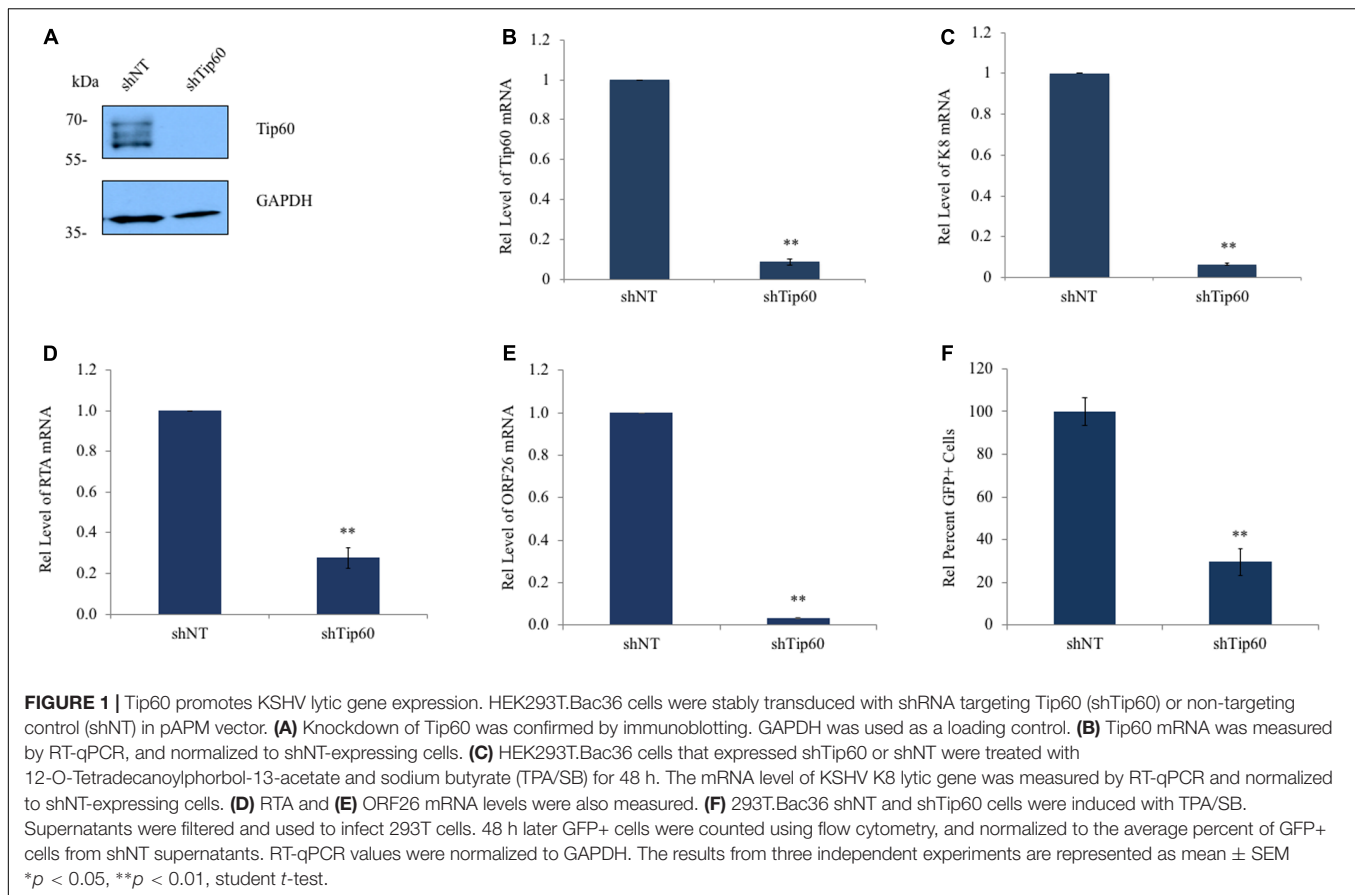 A
shNT
shTip60
kDa
70-
Tip60
55-
GAPDH
35-
B
Rel Level of Tip60 mRNA
1.2
1
0.8
0.6
0.4
0.2
0
**
shNT
shTip60
C
Rel Level of K8 mRNA
1.2
1
0.8
0.6
0.4
0.2
0
**
shNT
shTip60
D
Rel Level of RTA mRNA
1.2
1.0
0.8
0.6
0.4
0.2
0.0
**
shNT
shTip60
E
Rel Level of ORF26 mRNA
1.2
1.0
0.8
0.6
0.4
0.2
0.0
**
shNT
shTip60
F
Rel Percent GFP+ Cells
120
100
80
60
40
20
0
**
shNT
shTip60
FIGURE 1 | Tip60 promotes KSHV lytic gene expression. HEK293T.Bac36 cells were stably transduced with shRNA targeting Tip60 (shTip60) or non-targeting
control (shNT) in pAPM vector. (A) Knockdown of Tip60 was confirmed by immunoblotting. GAPDH was used as a loading control. (B) Tip60 mRNA was measured
by RT-qPCR, and normalized to shNT-expressing cells. (C) HEK293T.Bac36 cells that expressed shTip60 or shNT were treated with
12-O-Tetradecanoylphorbol-13-acetate and sodium butyrate (TPA/SB) for 48 h. The mRNA level of KSHV K8 lytic gene was measured by RT-qPCR and normalized
to shNT-expressing cells. (D) RTA and (E) ORF26 mRNA levels were also measured. (F) 293T.Bac36 shNT and shTip60 cells were induced with TPA/SB.
Supernatants were filtered and used to infect 293T cells. 48 h later GFP+ cells were counted using flow cytometry, and normalized to the average percent of GFP+
cells from shNT supernatants. RT-qPCR values were normalized to GAPDH. The results from three independent experiments are represented as mean ± SEM
*p < 0.05, **p < 0.01, student t-test.